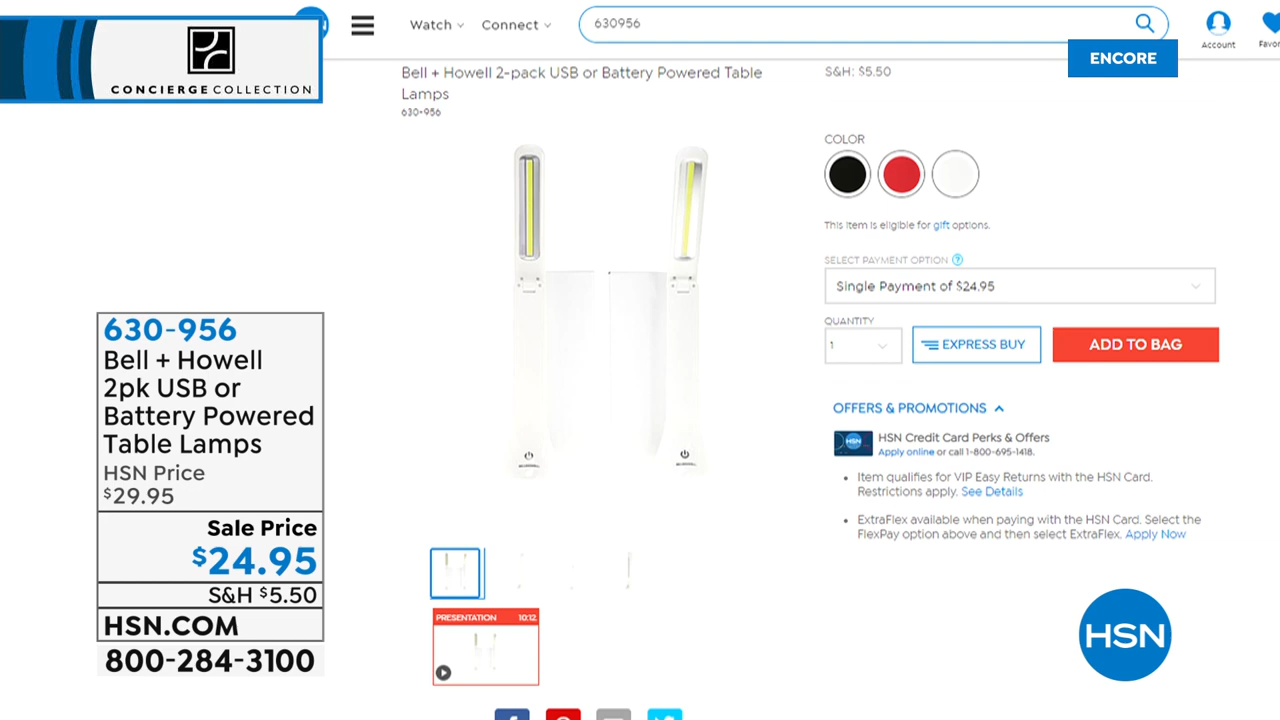 CONCIERGE COLLECTION
Watch
Connect
630956
Account
ENCORE
Bell + Howell 2-pack USB or Battery Powered Table
Lamps
630-956
S&H: $5.50
COLOR
This item is eligible for gift options.
SELECT PAYMENT OPTION ?
Single Payment of $24.95
QUANTITY
1
EXPRESS BUY
ADD TO BAG
OFFERS & PROMOTIONS
HSN
HSN Credit Card Perks & Offers
Apply online or call 1-800-695-1418.
• Item qualifies for VIP Easy Returns with the HSN Card.
Restrictions apply. See Details
• ExtraFlex available when paying with the HSN Card. Select the
FlexPay option above and then select ExtraFlex. Apply Now
630-956
Bell + Howell
2pk USB or
Battery Powered
Table Lamps
HSN Price
$29.95
Sale Price
$24.95
S&H $5.50
HSN.COM
800-284-3100
PRESENTATION 10:12
HSN